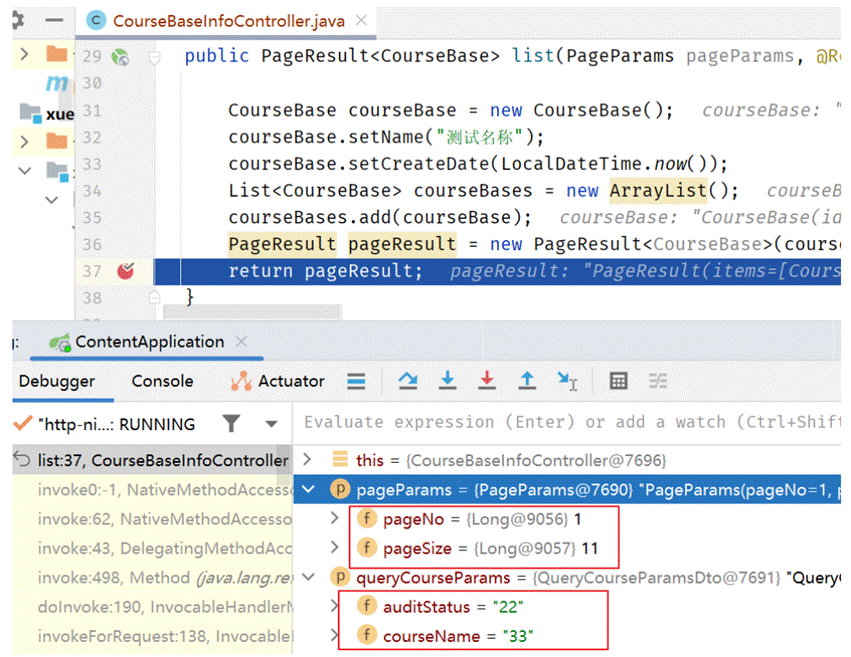 CourseBaseInfoController.java
29 public PageResult<CourseBase> list(PageParams pageParams, @Re
30
31 CourseBase courseBase = new CourseBase(); courseBase: "
32 courseBase.setName("测试名称");
33 courseBase.setCreateDate(LocalDateTime.now());
34 List<CourseBase> courseBases = new ArrayList(); courseB
35 courseBases.add(courseBase); courseBase: "CourseBase(id
36 PageResult pageResult = new PageResult<CourseBase>(cours
37 return pageResult; pageResult: "PageResult(items=[Cours
38 }
m
xue
ContentApplication
Debugger Console Actuator
"http-ni...: RUNNING
Evaluate expression (Enter) or add a watch (Ctrl+Shift
list:37, CourseBaseInfoController
this = {CourseBaseInfoController@7696}
invoke0:-1, NativeMethodAccesso
pageParams = {PageParams@7690} "PageParams(pageNo=1, p
invoke:62, NativeMethodAccesso
pageNo = {Long@9056} 1
invoke:43, DelegatingMethodAcc
pageSize = {Long@9057} 11
invoke:498, Method (java.lang.re
queryCourseParams = {QueryCourseParamsDto@7691} "QueryC
doInvoke:190, InvocableHandlerM
auditStatus = "22"
invokeForRequest:138, Invocable
courseName = "33"